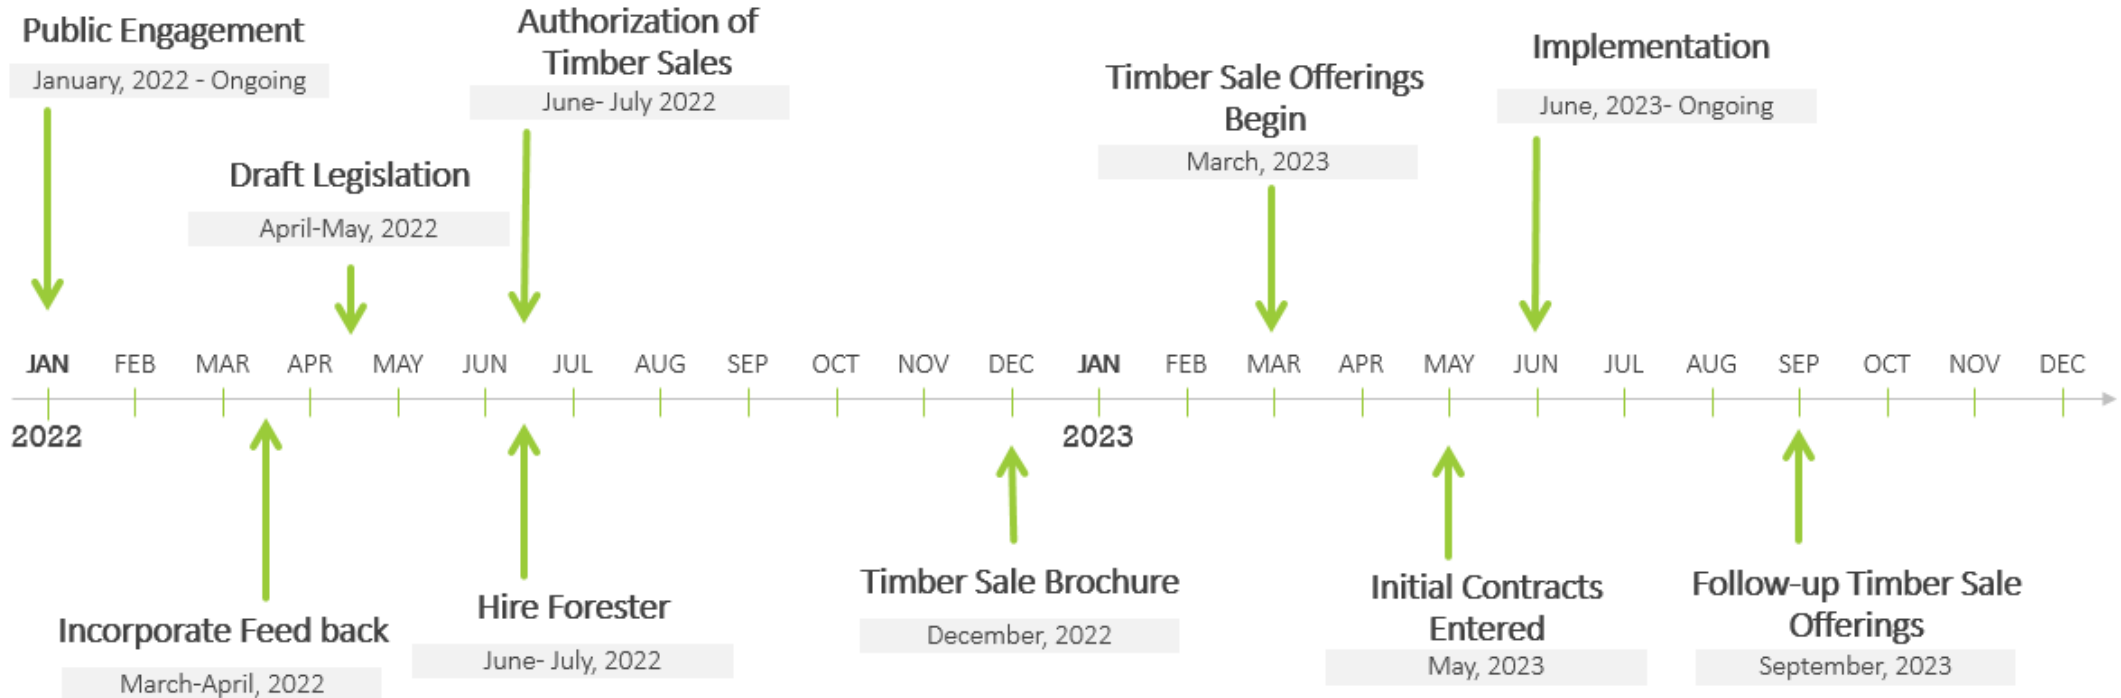 Public Engagement
January, 2022 - Ongoing
Authorization of
Timber Sales
June- July 2022
Draft Legislation
April-May, 2022
Timber Sale Offerings
Begin
March, 2023
Implementation
June, 2023- Ongoing
JAN FEB MAR APR MAY JUN JUL AUG SEP OCT NOV DEC JAN FEB MAR APR MAY JUN JUL AUG SEP OCT NOV DEC
2022 2023
Incorporate Feed back
March-April, 2022
Hire Forester
June- July, 2022
Timber Sale Brochure
December, 2022
Initial Contracts
Entered
May, 2023
Follow-up Timber Sale
Offerings
September, 2023